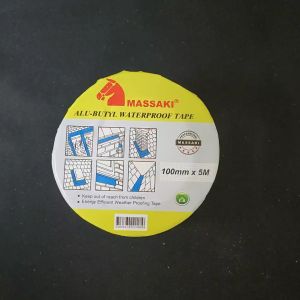 MASSAKI®
ALU-BUTYL WATERPROOF TAPE
MASSAKI
100mm x 5M
• Keep out of reach from children
• Energy Efficient Weather Proofing Tape